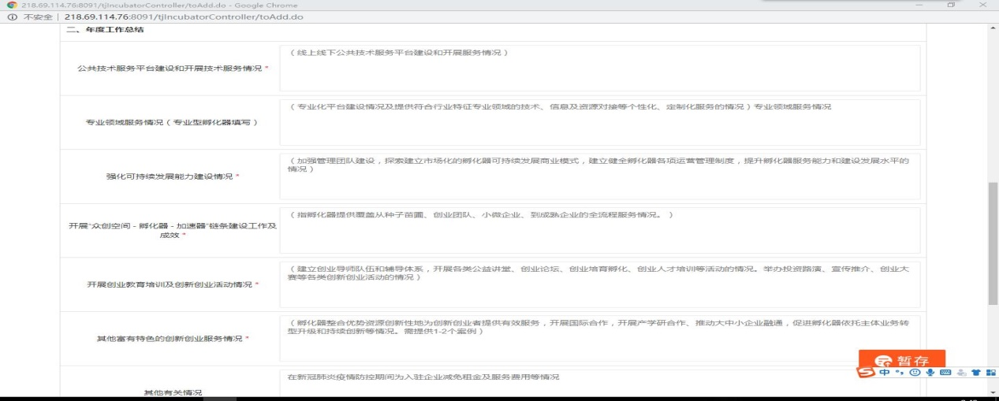 218.69.114.76:8091/tjIncubatorController/toAdd.do - Google Chrome
不安全 | 218.69.114.76:8091/tjIncubatorController/toAdd.do
二、年度工作总结
公共技术服务平台建设和开展技术服务情况 *
（线上线下公共技术服务平台建设和开展服务情况）
专业领域服务情况（专业型孵化器填写）
（专业化平台建设情况及提供符合行业特征专业领域的技术、信息及资源对接等个性化、定制化服务的情况）专业领域服务情况
强化可持续发展能力建设情况 *
（加强管理团队建设，探索建立市场化的孵化器可持续发展商业模式，建立健全孵化器各项运营管理制度，提升孵化器服务能力和建设发展水平的
情况）
开展"众创空间 - 孵化器 - 加速器"链条建设工作及
成效 *
（指孵化器提供覆盖从种子苗圃、创业团队、小微企业、到成熟企业的全流程服务情况。）
开展创业教育培训及创新创业活动情况 *
（建立创业导师队伍和辅导体系，开展各类公益讲堂、创业论坛、创业培育孵化、创业人才培训等活动的情况。举办投资路演、宣传推介、创业大
赛等各类创新创业活动的情况）
其他富有特色的创新创业服务情况 *
（孵化器整合优势资源创新性地为创新创业者提供有效服务，开展国际合作，开展产学研合作、推动大中小企业融通，促进孵化器依托主体业务转
型升级和持续创新等情况。需提供1-2个案例）
暂存
中
其他有关情况
在新冠肺炎疫情防控期间为入驻企业减免租金及服务费用等情况